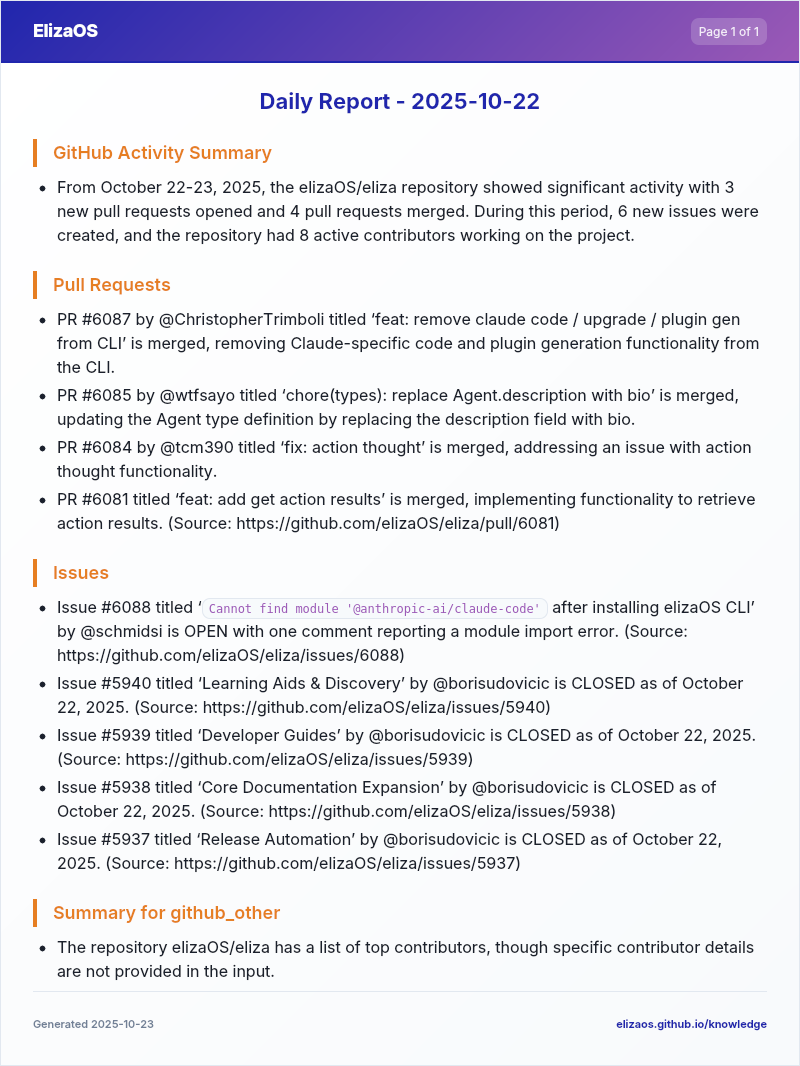 ElizaOS
Page 1 of 1
Daily Report - 2025-10-22
GitHub Activity Summary
• From October 22-23, 2025, the elizaOS/eliza repository showed significant activity with 3
new pull requests opened and 4 pull requests merged. During this period, 6 new issues were
created, and the repository had 8 active contributors working on the project.
Pull Requests
• PR #6087 by @ChristopherTrimboli titled ‘feat: remove claude code / upgrade / plugin gen
from CLI’ is merged, removing Claude-specific code and plugin generation functionality from
the CLI.
• PR #6085 by @wtfsayo titled ‘chore(types): replace Agent.description with bio’ is merged,
updating the Agent type definition by replacing the description field with bio.
• PR #6084 by @tcm390 titled ‘fix: action thought’ is merged, addressing an issue with action
thought functionality.
• PR #6081 titled ‘feat: add get action results’ is merged, implementing functionality to retrieve
action results. (Source: https://github.com/elizaOS/eliza/pull/6081)
Issues
• Issue #6088 titled ‘Cannot find module '@anthropic-ai/claude-code' after installing elizaOS CLI’
by @schmidsi is OPEN with one comment reporting a module import error. (Source:
https://github.com/elizaOS/eliza/issues/6088)
• Issue #5940 titled ‘Learning Aids & Discovery’ by @borisudovicic is CLOSED as of October
22, 2025. (Source: https://github.com/elizaOS/eliza/issues/5940)
• Issue #5939 titled ‘Developer Guides’ by @borisudovicic is CLOSED as of October 22, 2025.
(Source: https://github.com/elizaOS/eliza/issues/5939)
• Issue #5938 titled ‘Core Documentation Expansion’ by @borisudovicic is CLOSED as of
October 22, 2025. (Source: https://github.com/elizaOS/eliza/issues/5938)
• Issue #5937 titled ‘Release Automation’ by @borisudovicic is CLOSED as of October 22,
2025. (Source: https://github.com/elizaOS/eliza/issues/5937)
Summary for github_other
• The repository elizaOS/eliza has a list of top contributors, though specific contributor details
are not provided in the input.
Generated 2025-10-23
elizaos.github.io/knowledge